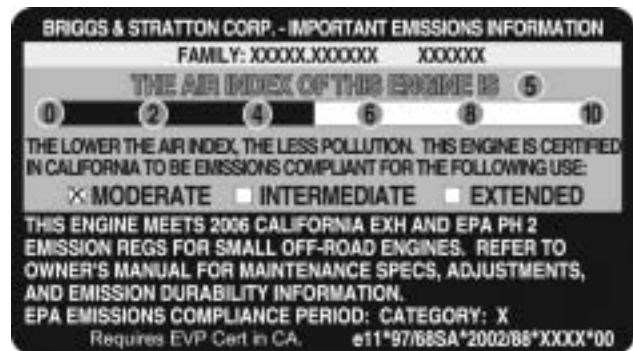 BRIGGS & STRATTON CORP. - IMPORTANT EMISSIONS INFORMATION
FAMILY: XXXXX.XXXXXX XXXXXX
THE AIR INDEX OF THIS ENGINE IS 5
0 2 4 6 8 10
THE LOWER THE AIR INDEX, THE LESS POLLUTION. THIS ENGINE IS CERTIFIED
IN CALIFORNIA TO BE EMISSIONS COMPLIANT FOR THE FOLLOWING USE:
MODERATE INTERMEDIATE EXTENDED
THIS ENGINE MEETS 2006 CALIFORNIA EXH AND EPA PH 2
EMISSION REGS FOR SMALL OFF-ROAD ENGINES. REFER TO
OWNER'S MANUAL FOR MAINTENANCE SPECS, ADJUSTMENTS,
AND EMISSION DURABILITY INFORMATION.
EPA EMISSIONS COMPLIANCE PERIOD: CATEGORY: X
Requires EVP Cert in CA. e11*97/68SA*2002/88*XXXX*00